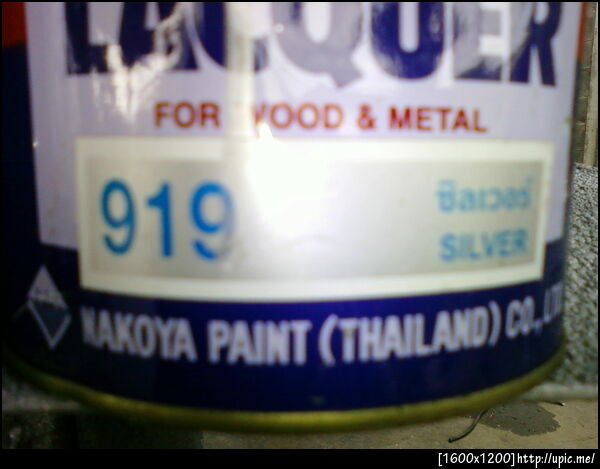 LACQUER
FOR WOOD & METAL
919
ซิลเวอร์
SILVER
NAKOYA PAINT (THAILAND) CO., LTD
[1600x1200]http://upic.me/